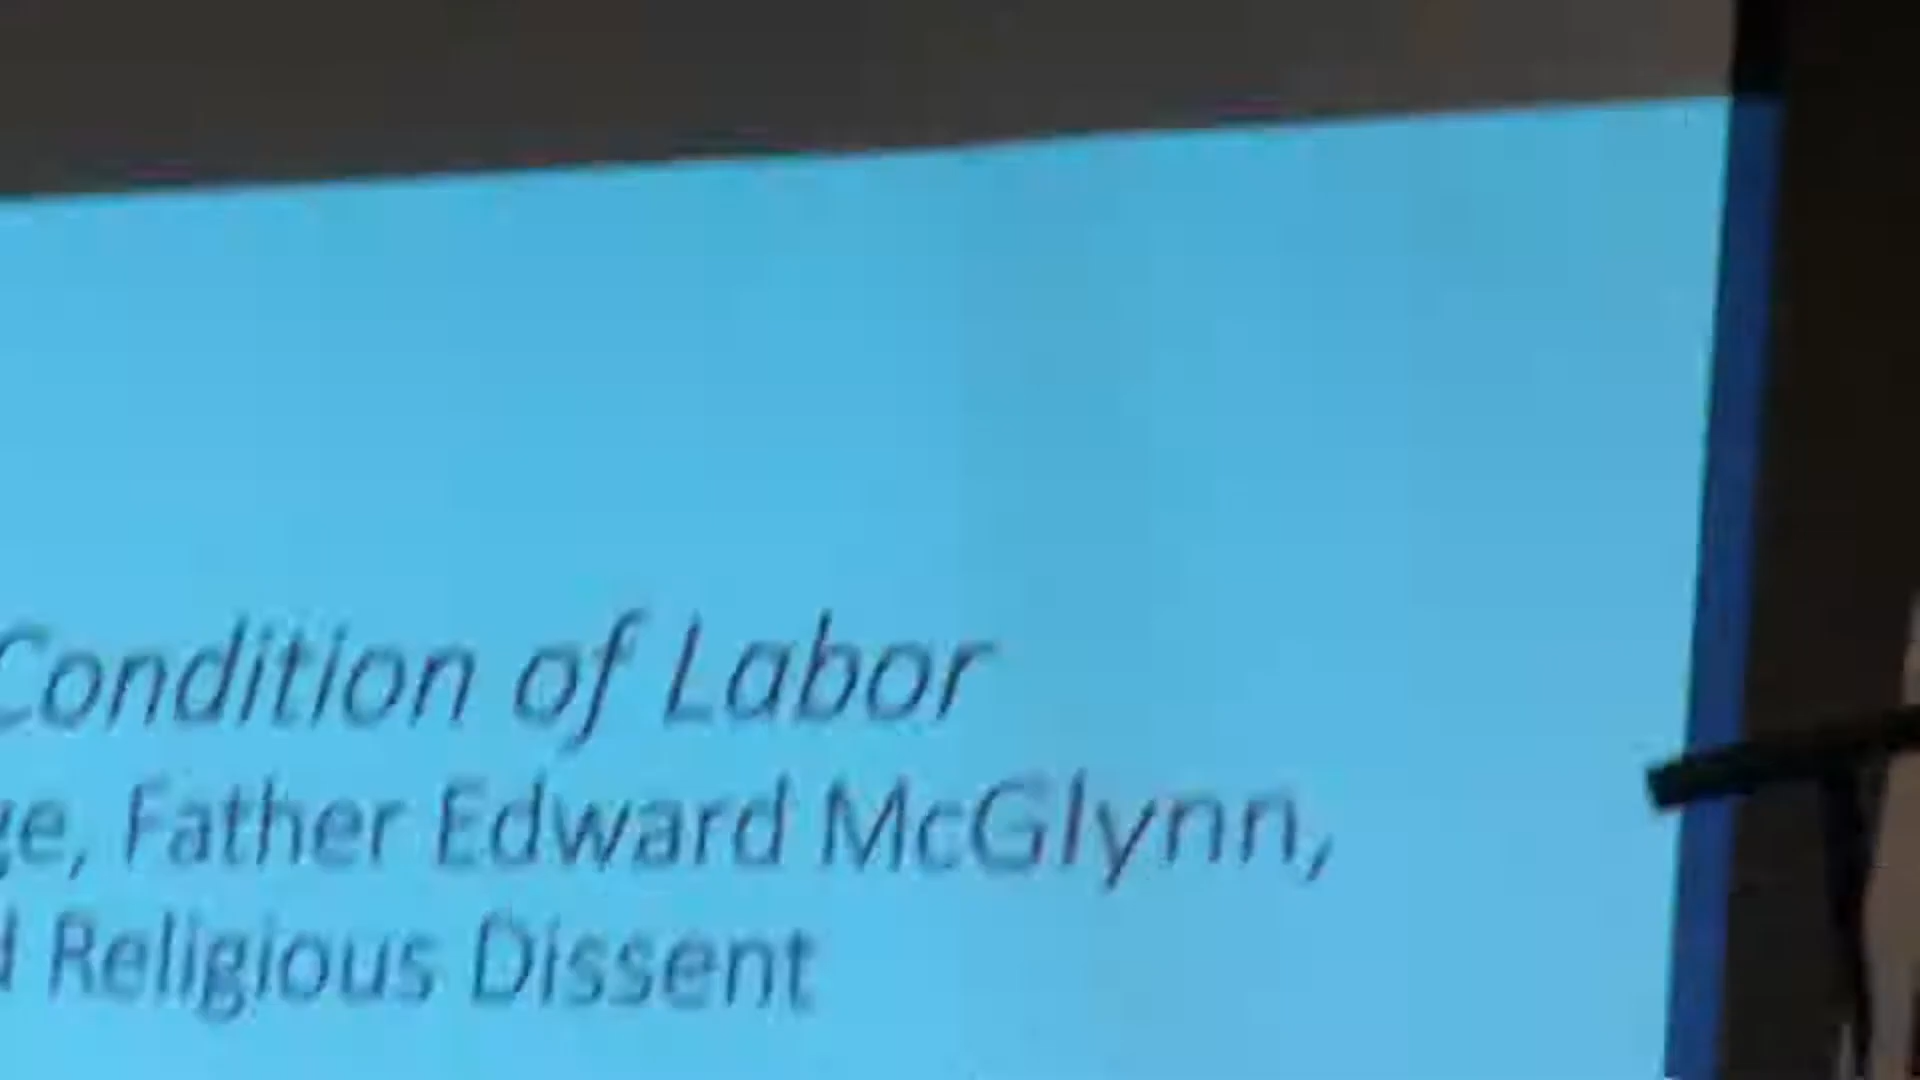 Condition of Labor
ge, Father Edward McGlynn,
d Religious Dissent